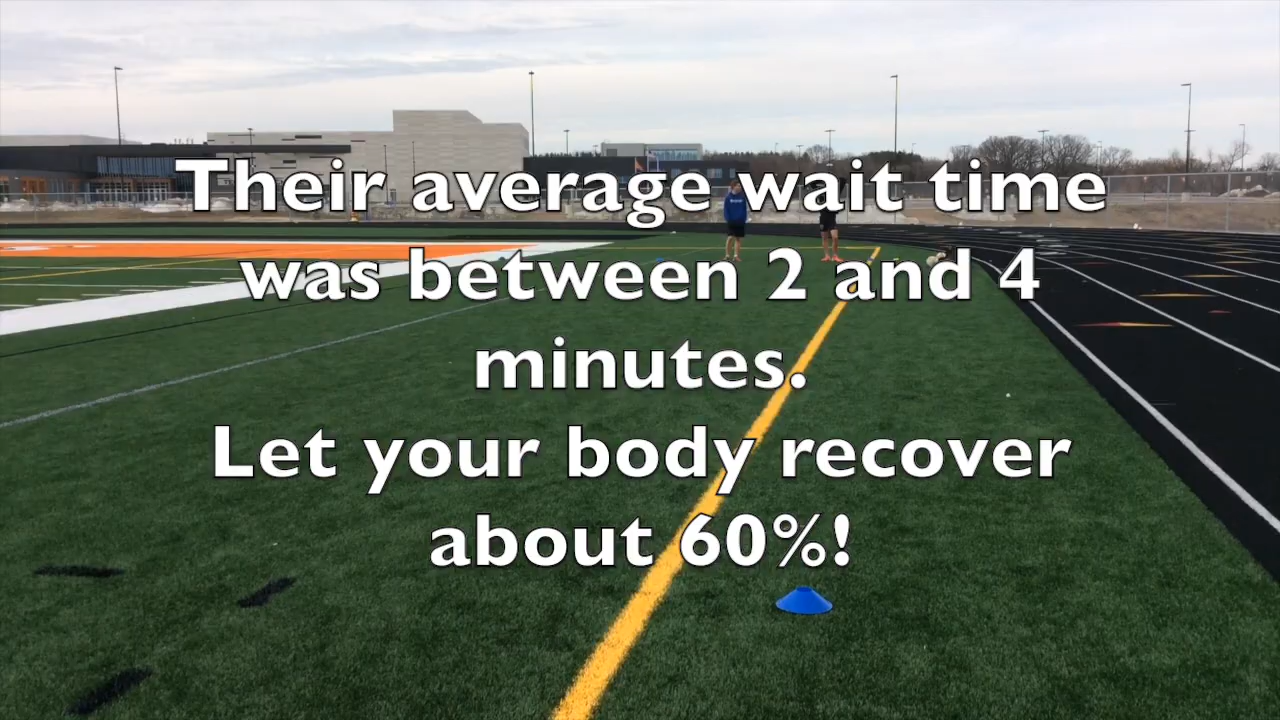 Their average wait time
was between 2 and 4
minutes.
Let your body recover
about 60%!